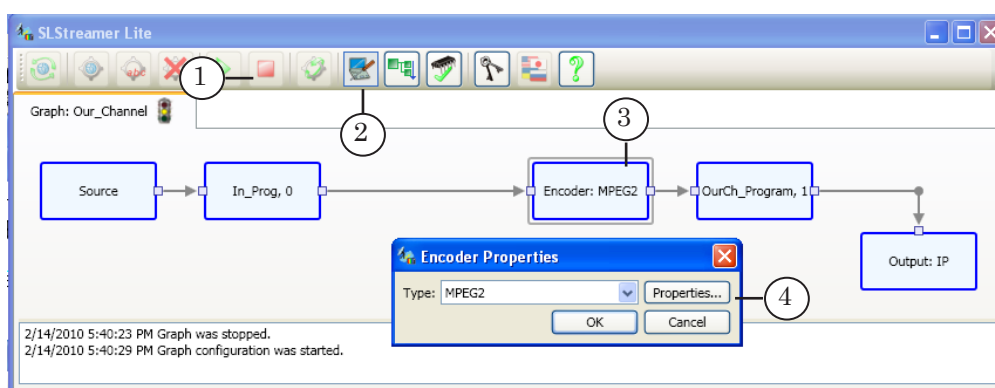 SLStreamer Lite
abc
1
Graph: Our_Channel
2
3
Source
In_Prog, 0
Encoder: MPEG2
OurCh_Program, 1
Output: IP
Encoder Properties
Type: MPEG2
Properties...
4
OK
Cancel
2/14/2010 5:40:23 PM Graph was stopped.
2/14/2010 5:40:29 PM Graph configuration was started.